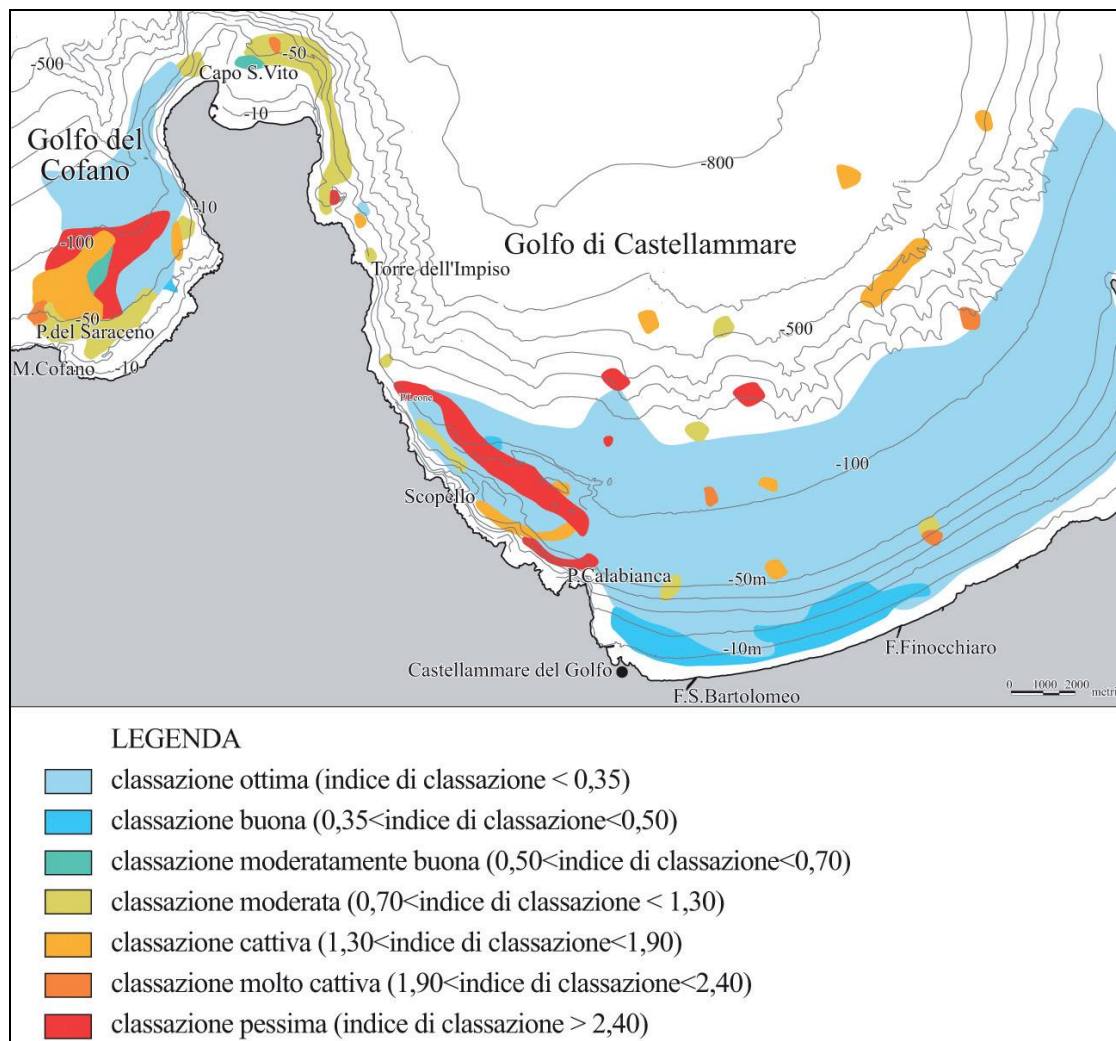 -500
-50
Capo S.Vito
-10
Golfo del
Cofano
-800
-10
-100
Golfo di Castellammare
Torre dell'Impiso
-50
P.del Saraceno
-500
M.Cofano
-10
-100
Scopello
-50m
P.Calabianca
F.Finocchiaro
-10m
Castellammare del Golfo
F.S.Bartolomeo
0 1000 2000 metri
LEGENDA
classazione ottima (indice di classazione < 0,35)
classazione buona (0,35<indice di classazione<0,50)
classazione moderatamente buona (0,50<indice di classazione<0,70)
classazione moderata (0,70<indice di classazione < 1,30)
classazione cattiva (1,30<indice di classazione<1,90)
classazione molto cattiva (1,90<indice di classazione<2,40)
classazione pessima (indice di classazione > 2,40)